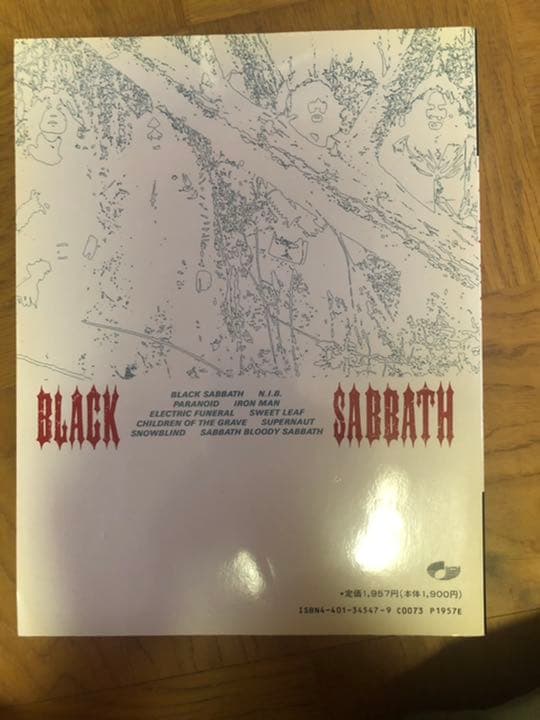 BLACK SABBATH
BLACK SABBATH N.I.B.
PARANOID IRON MAN
ELECTRIC FUNERAL SWEET LEAF
CHILDREN OF THE GRAVE SUPERNAUT
SNOWBLIND SABBATH BLOODY SABBATH
•定価1,957円(本体1,900円)
ISBN4-401-34547-9 C0073 P1957E